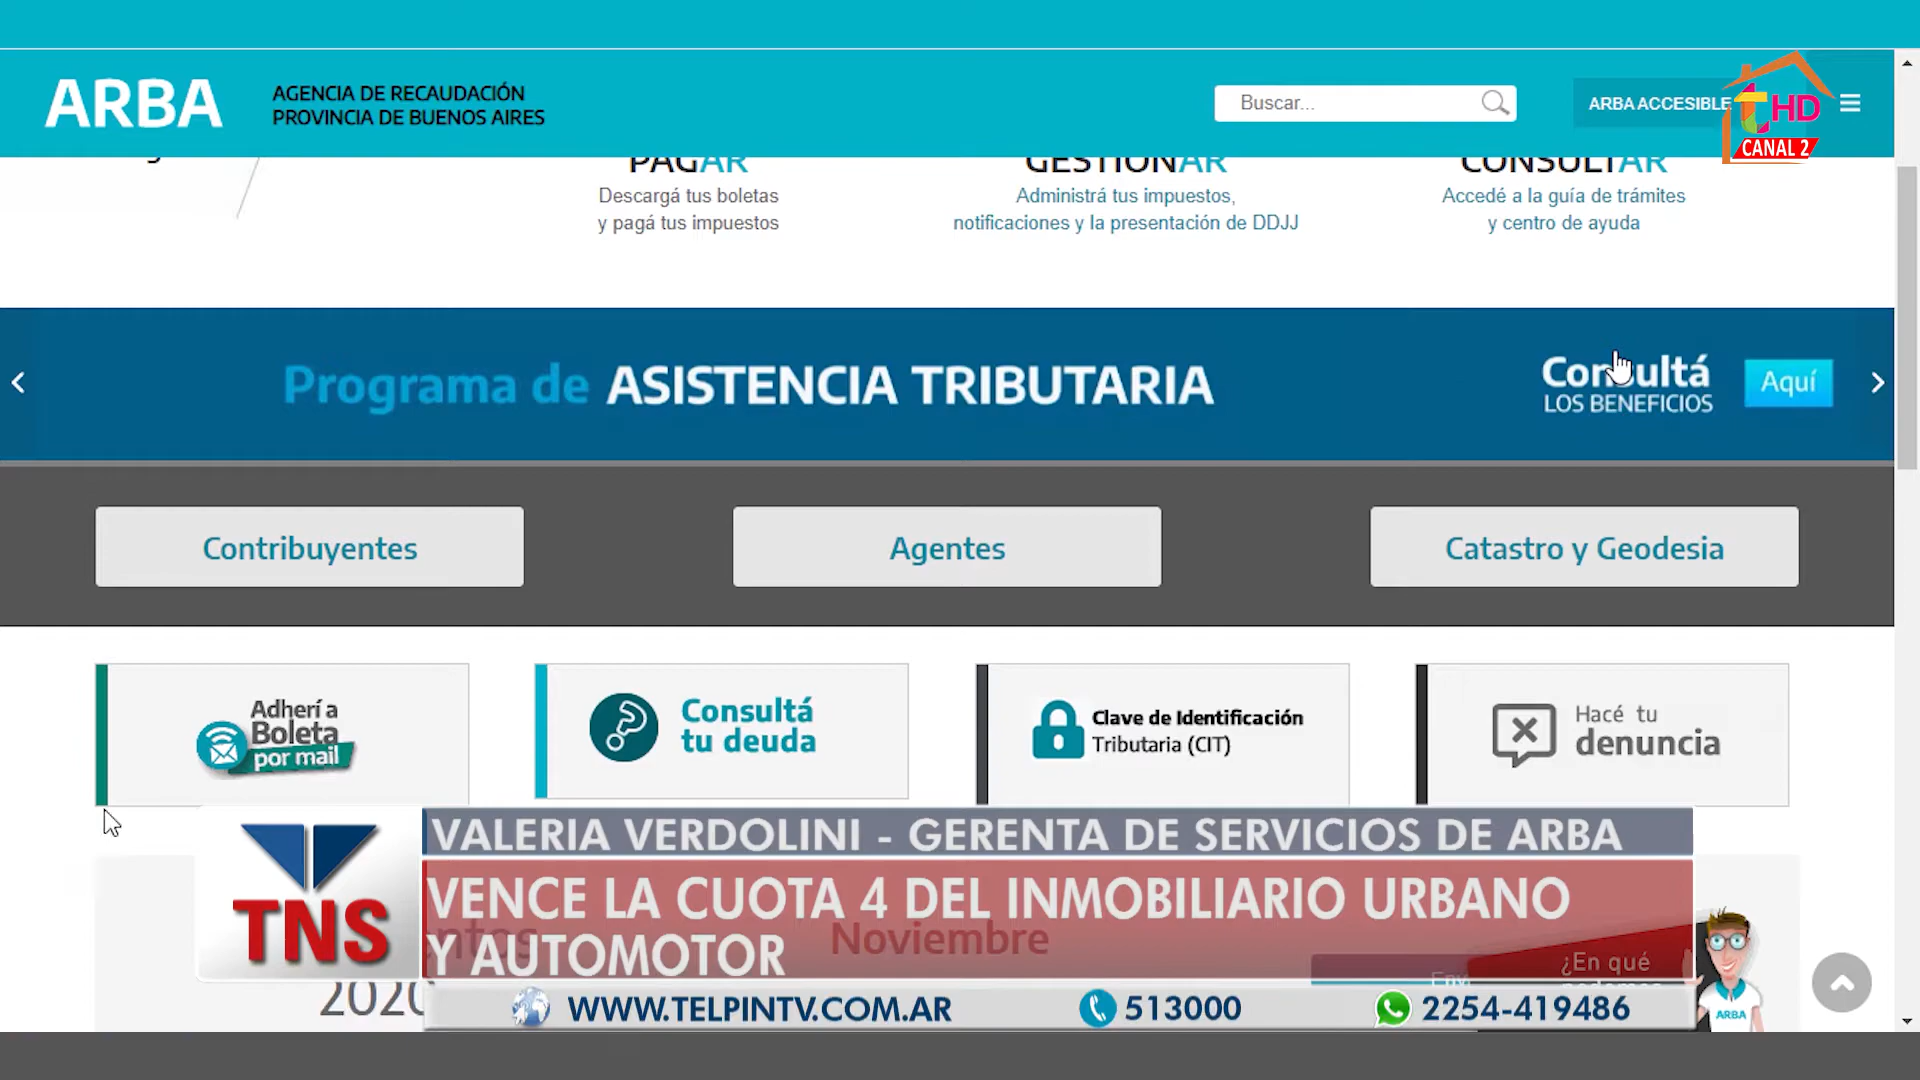 ARBA
AGENCIA DE RECAUDACIÓN
PROVINCIA DE BUENOS AIRES
Buscar...
ARBA ACCESIBLE
t HD
CANAL 2
PAGAR
GESTIONAR
CONSULTAR
Descargá tus boletas
y pagá tus impuestos
Administrá tus impuestos,
notificaciones y la presentación de DDJJ
Accedé a la guía de trámites
y centro de ayuda
Programa de ASISTENCIA TRIBUTARIA
Consultá
LOS BENEFICIOS
Aquí
Contribuyentes
Agentes
Catastro y Geodesia
Adherí a
Boleta
por mail
Consultá
tu deuda
Clave de Identificación
Tributaria (CIT)
Hacé tu
denuncia
VALERIA VERDOLINI - GERENTA DE SERVICIOS DE ARBA
VENCE LA CUOTA 4 DEL INMOBILIARIO URBANO
Y AUTOMOTOR
TNS
Noviembre
2020
¿En qué
podemos
ARBA
WWW.TELPINTV.COM.AR
513000
2254-419486